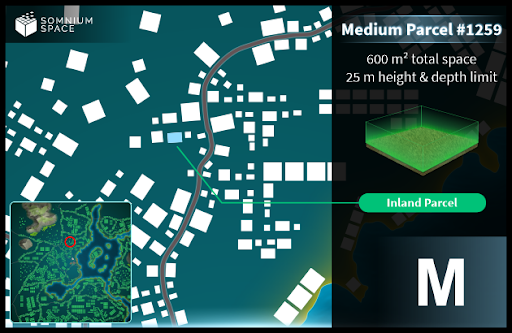 SOMNIUM
SPACE
Medium Parcel #1259
600 m² total space
25 m height & depth limit
Inland Parcel
M